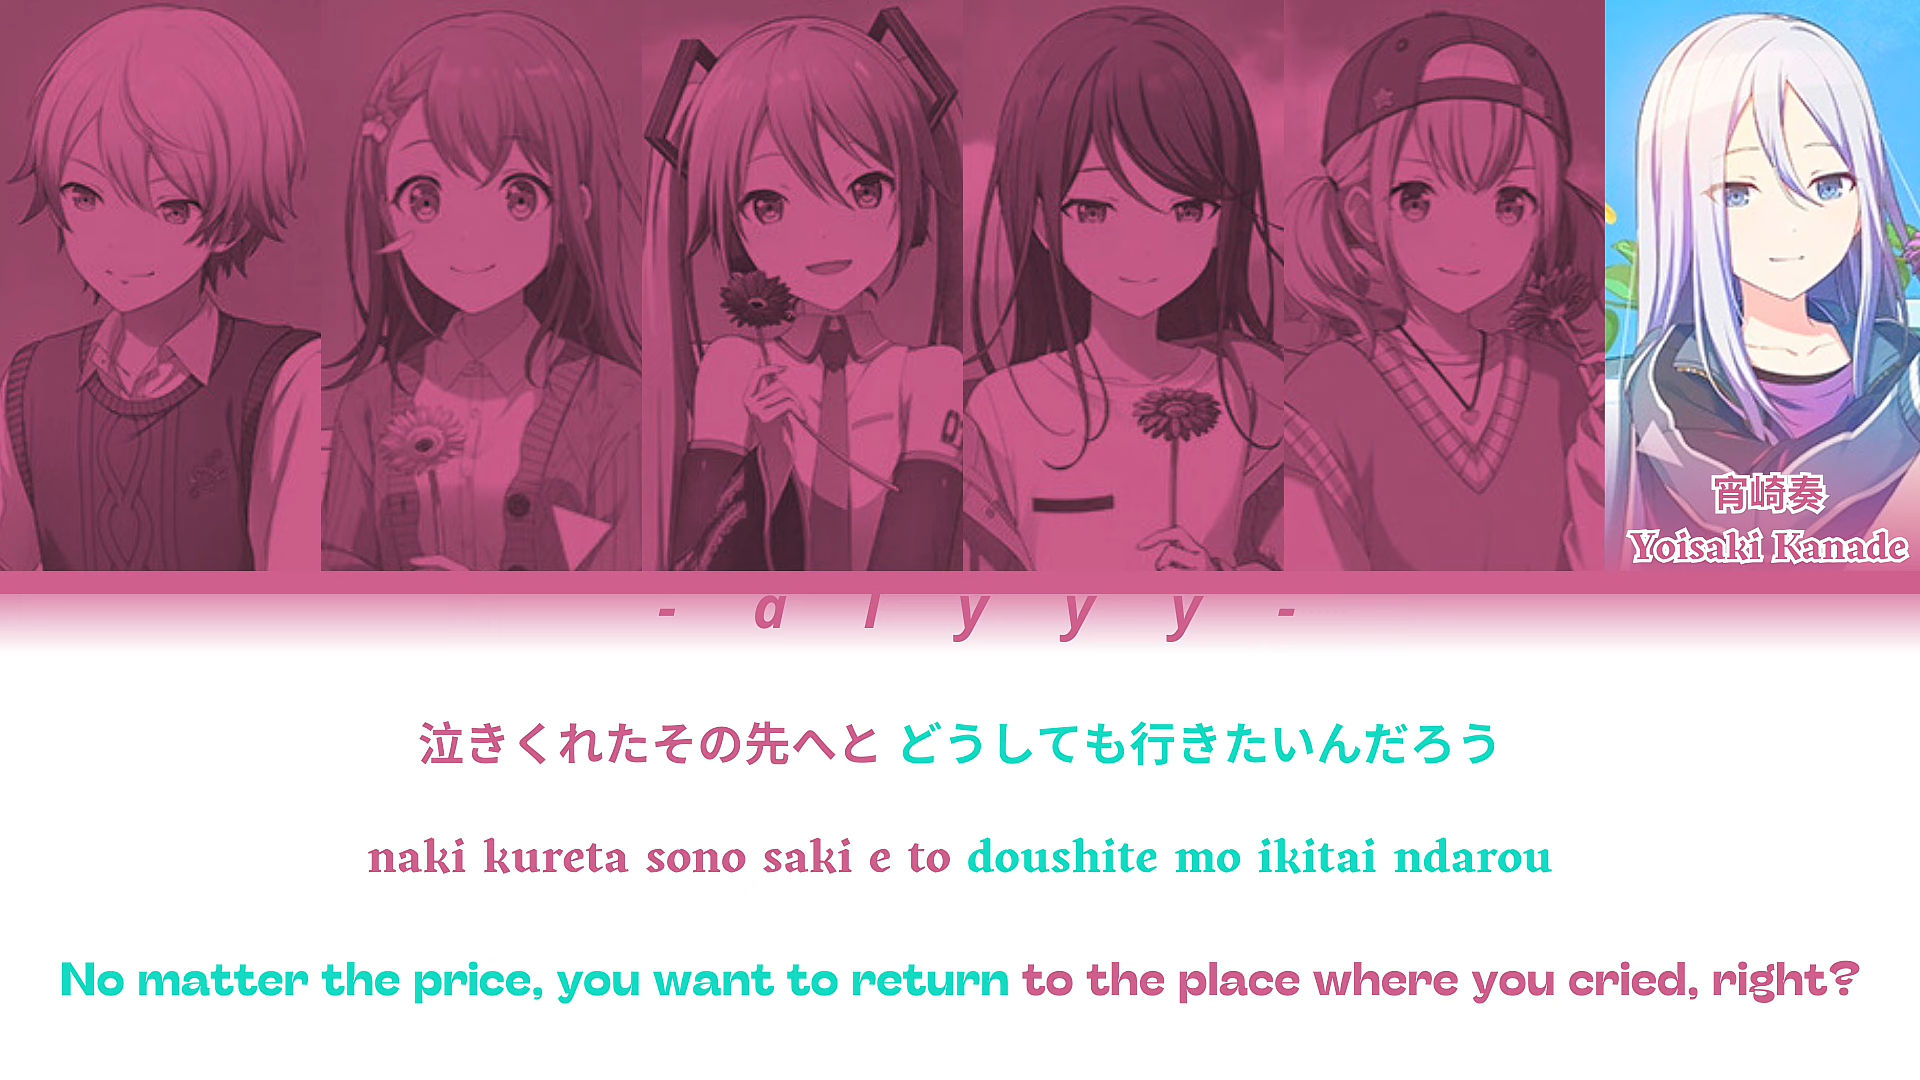 宵崎奏
Yoisaki Kanade
- alyyy -
泣きくれたその先へと どうしても行きたいんだろう
naki kureta sono saki e to doushite mo ikitai ndarou
No matter the price, you want to return to the place where you cried, right?